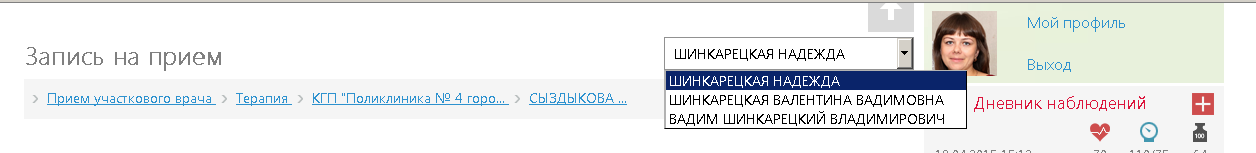 Мой профиль
Запись на прием
ШИНКАРЕЦКАЯ НАДЕЖДА
Выход
ШИНКАРЕЦКАЯ НАДЕЖДА
ШИНКАРЕЦКАЯ ВАЛЕНТИНА ВАДИМОВНА
ВАДИМ ШИНКАРЕЦКИЙ ВЛАДИМИРОВИЧ
Прием участкового врача Терапия КГП "Поликлиника № 4 горо... СЫЗДЫКОВА ...
Дневник наблюдений
100